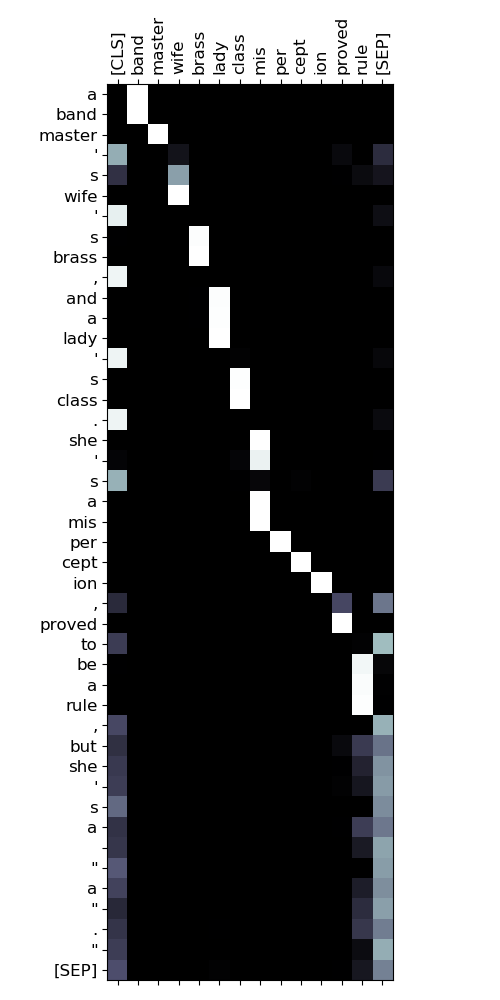 [CLS]
band
master
wife
brass
lady
class
mis
per
cept
ion
proved
rule
[SEP]
a
band
master
'
s
wife
'
s
brass
,
and
a
lady
'
s
class
.
she
'
s
a
mis
per
cept
ion
,
proved
to
be
a
rule
,
but
she
'
s
a
"
a
"
.
"
[SEP]